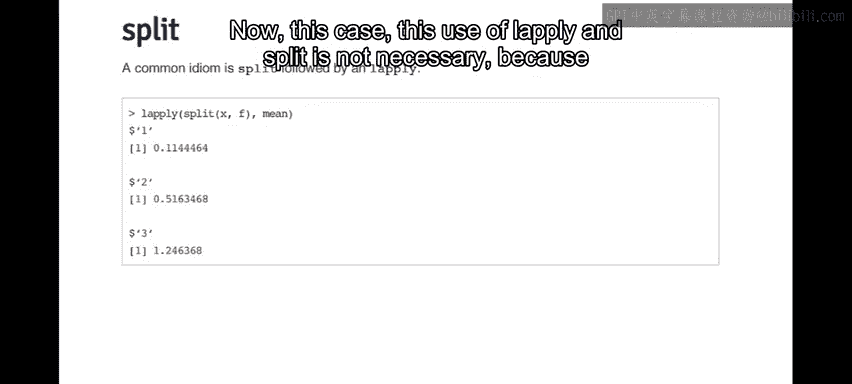 split
Now, this case, this use of lapply and
split is not necessary, because
A common idiom is split followed by an lapply.
> lapply(split(x, f), mean)
$‘1’
[1] 0.1144464
$‘2’
[1] 0.5163468
$‘3’
[1] 1.246368